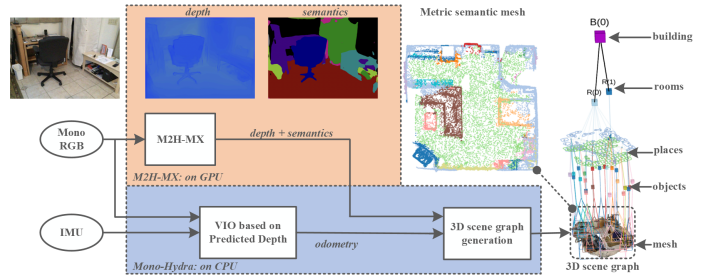 depth
semantics
Metric semantic mesh
B(0)
building
R(1)
rooms
R(0)
Mono
RGB
M2H-MX
depth + semantics
places
M2H-MX: on GPU
objects
IMU
VIO based on
Predicted Depth
odometry
3D scene graph
generation
mesh
Mono-Hydra: on CPU
3D scene graph